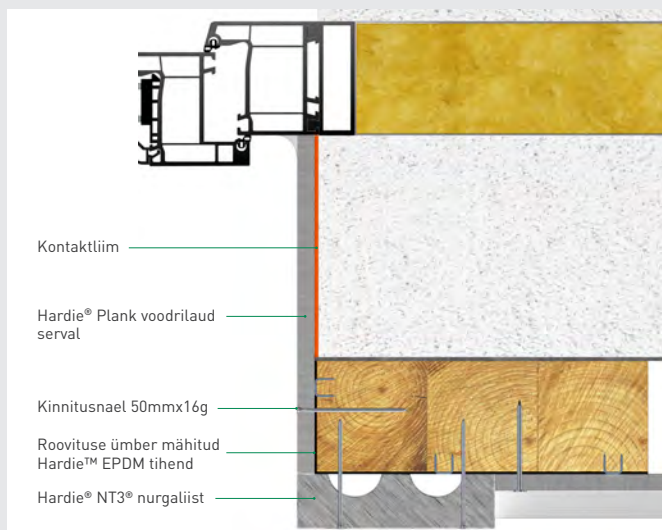 Kontaktliim
Hardie® Plank voodrilaud
serval
Kinnitusnael 50mmx16g
Roovituse ümber mähitud
Hardie™ EPDM tihend
Hardie® NT3® nurgaliist